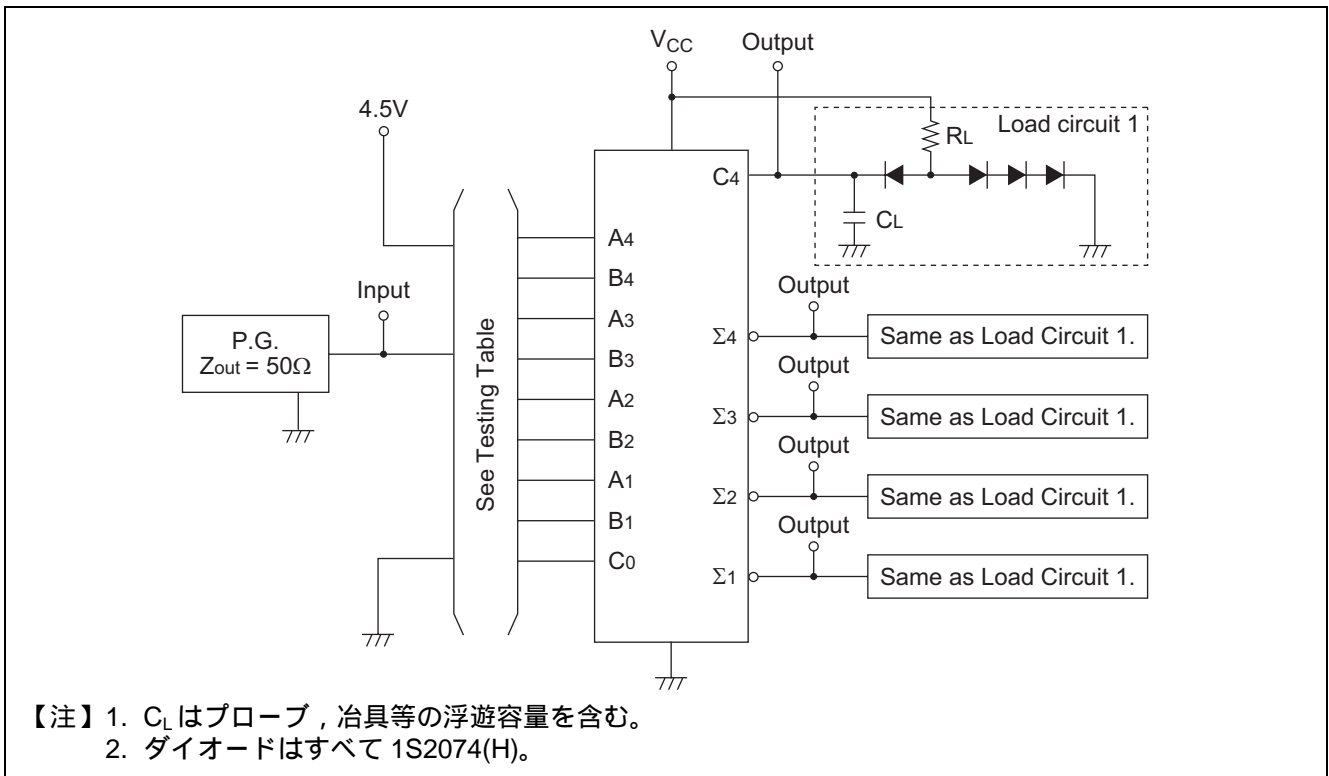 V_CC
Output
4.5V
Load circuit 1
RL
C4
CL
A4
B4
A3
B3
A2
B2
A1
B1
C0
Input
P.G.
Zout = 50Ω
See Testing Table
Output
Σ4
Same as Load Circuit 1.
Output
Σ3
Same as Load Circuit 1.
Output
Σ2
Same as Load Circuit 1.
Output
Σ1
Same as Load Circuit 1.
【注】1. CLはプローブ，冶具等の浮遊容量を含む。
2. ダイオードはすべて 1S2074(H)。